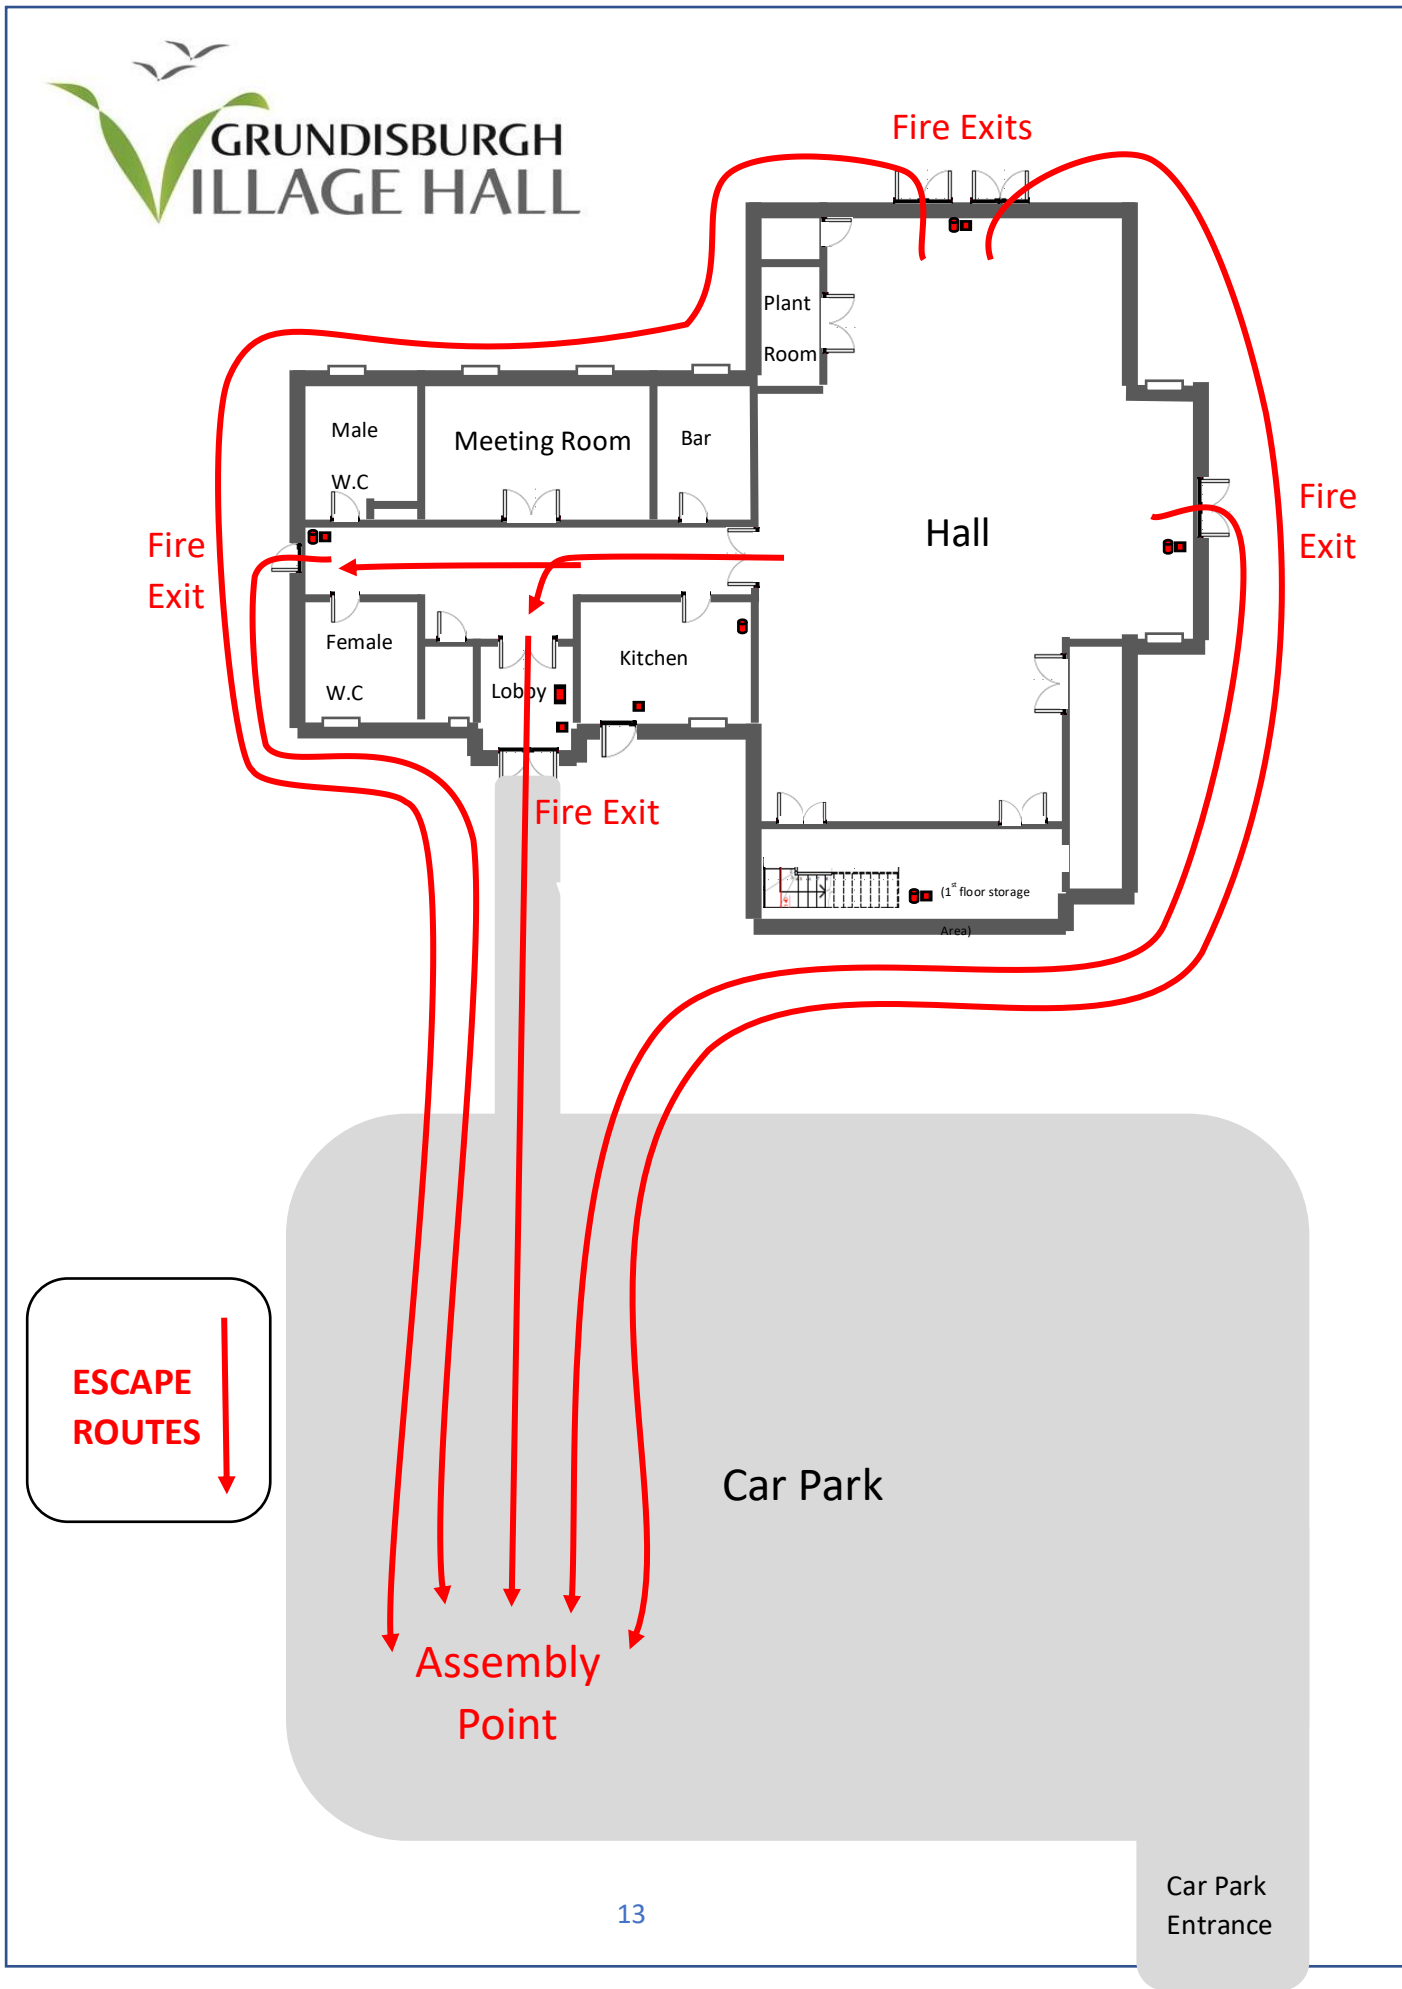 GRUNDISBURGH
VILLAGE HALL
Fire Exits
Plant
Room
Male
W.C
Meeting Room
Bar
Hall
Fire
Exit
Fire
Exit
Female
W.C
Lobby
Kitchen
Fire Exit
(1st floor storage
Area)
ESCAPE
ROUTES
Car Park
Assembly
Point
Car Park
Entrance
13